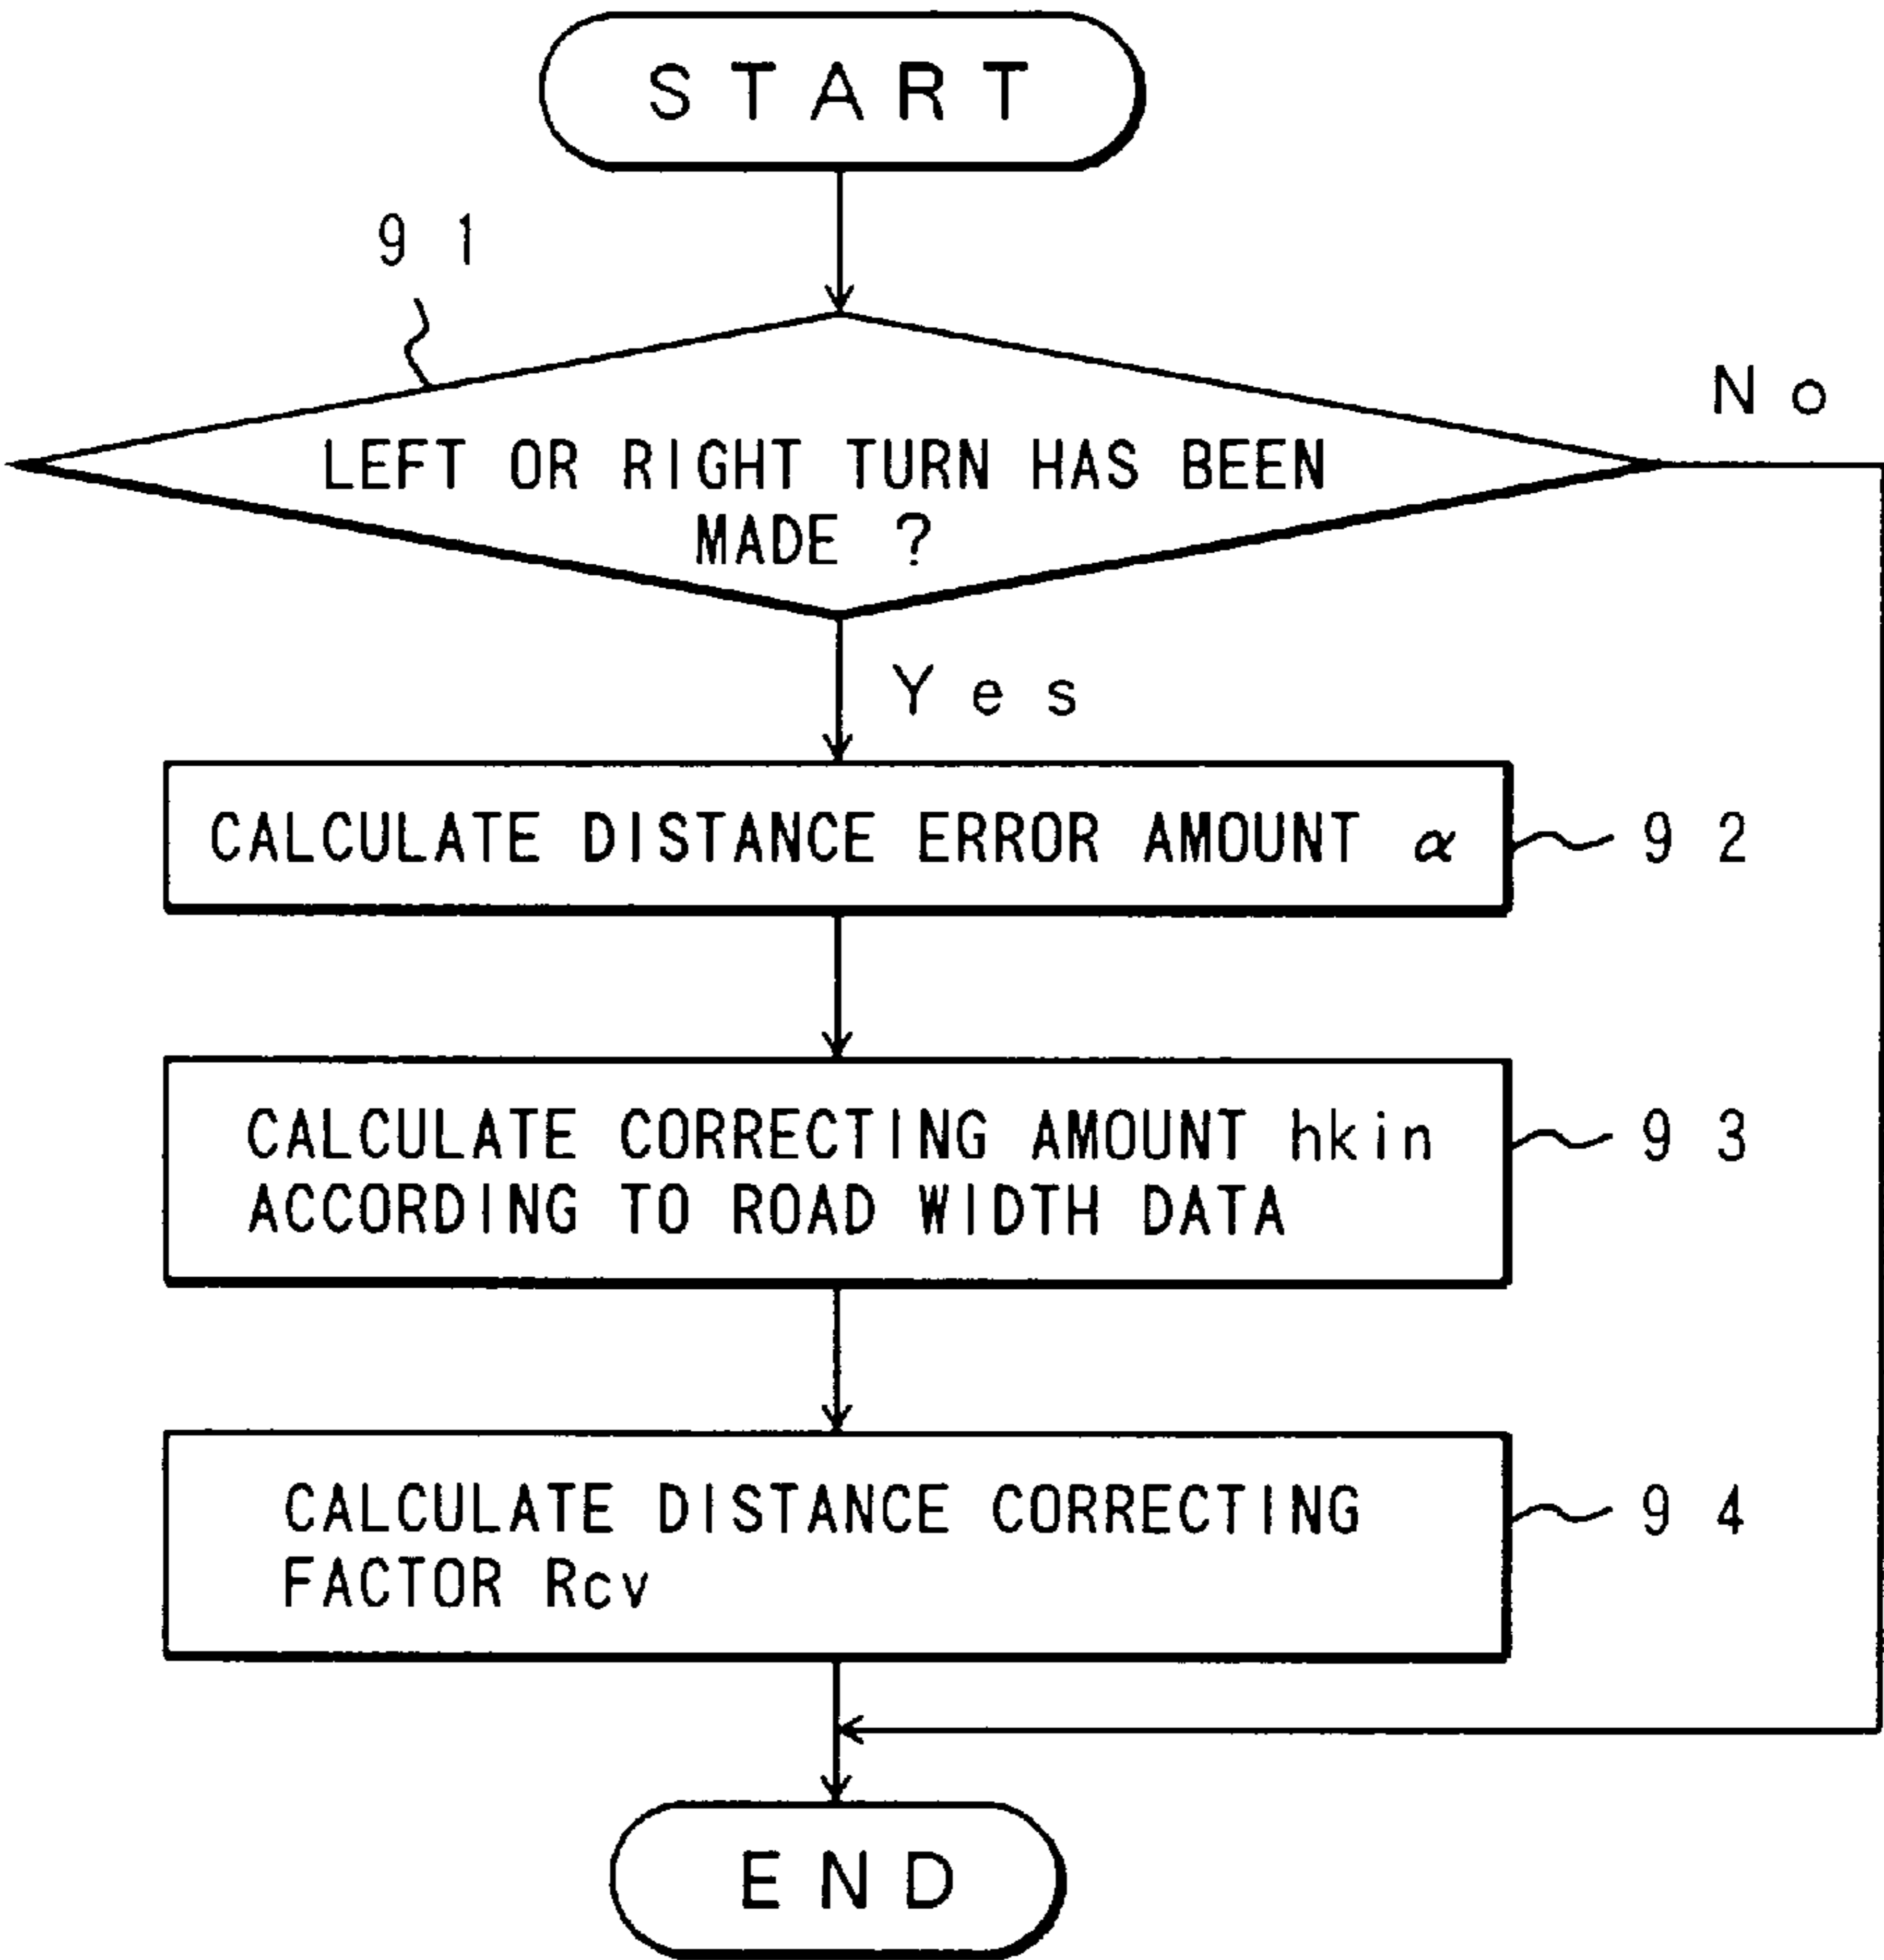 START
91
No
LEFT OR RIGHT TURN HAS BEEN
MADE ?
Yes
CALCULATE DISTANCE ERROR AMOUNT α
92
CALCULATE CORRECTING AMOUNT hkin
ACCORDING TO ROAD WIDTH DATA
93
CALCULATE DISTANCE CORRECTING
FACTOR Rcv
94
END